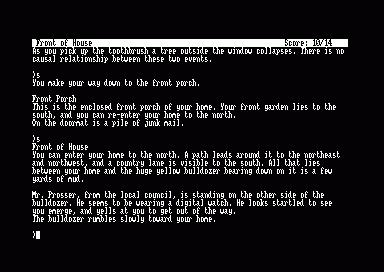 Front of House Score: 10/14
As you pick up the toothbrush a tree outside the window collapses. There is no
causal relationship between these two events.
>s
You make your way down to the front porch.
Front Porch
This is the enclosed front porch of your home. Your front garden lies to the
south, and you can re-enter your home to the north.
On the doormat is a pile of junk mail.
>s
Front of House
You can enter your home to the north. A path leads around it to the northeast
and northwest, and a country lane is visible to the south. All that lies
between your home and the huge yellow bulldozer bearing down on it is a few
yards of mud.
Mr. Prosser, from the local council, is standing on the other side of the
bulldozer. He seems to be wearing a digital watch. He looks startled to see
you emerge, and yells at you to get out of the way.
The bulldozer rumbles slowly toward your home.
>